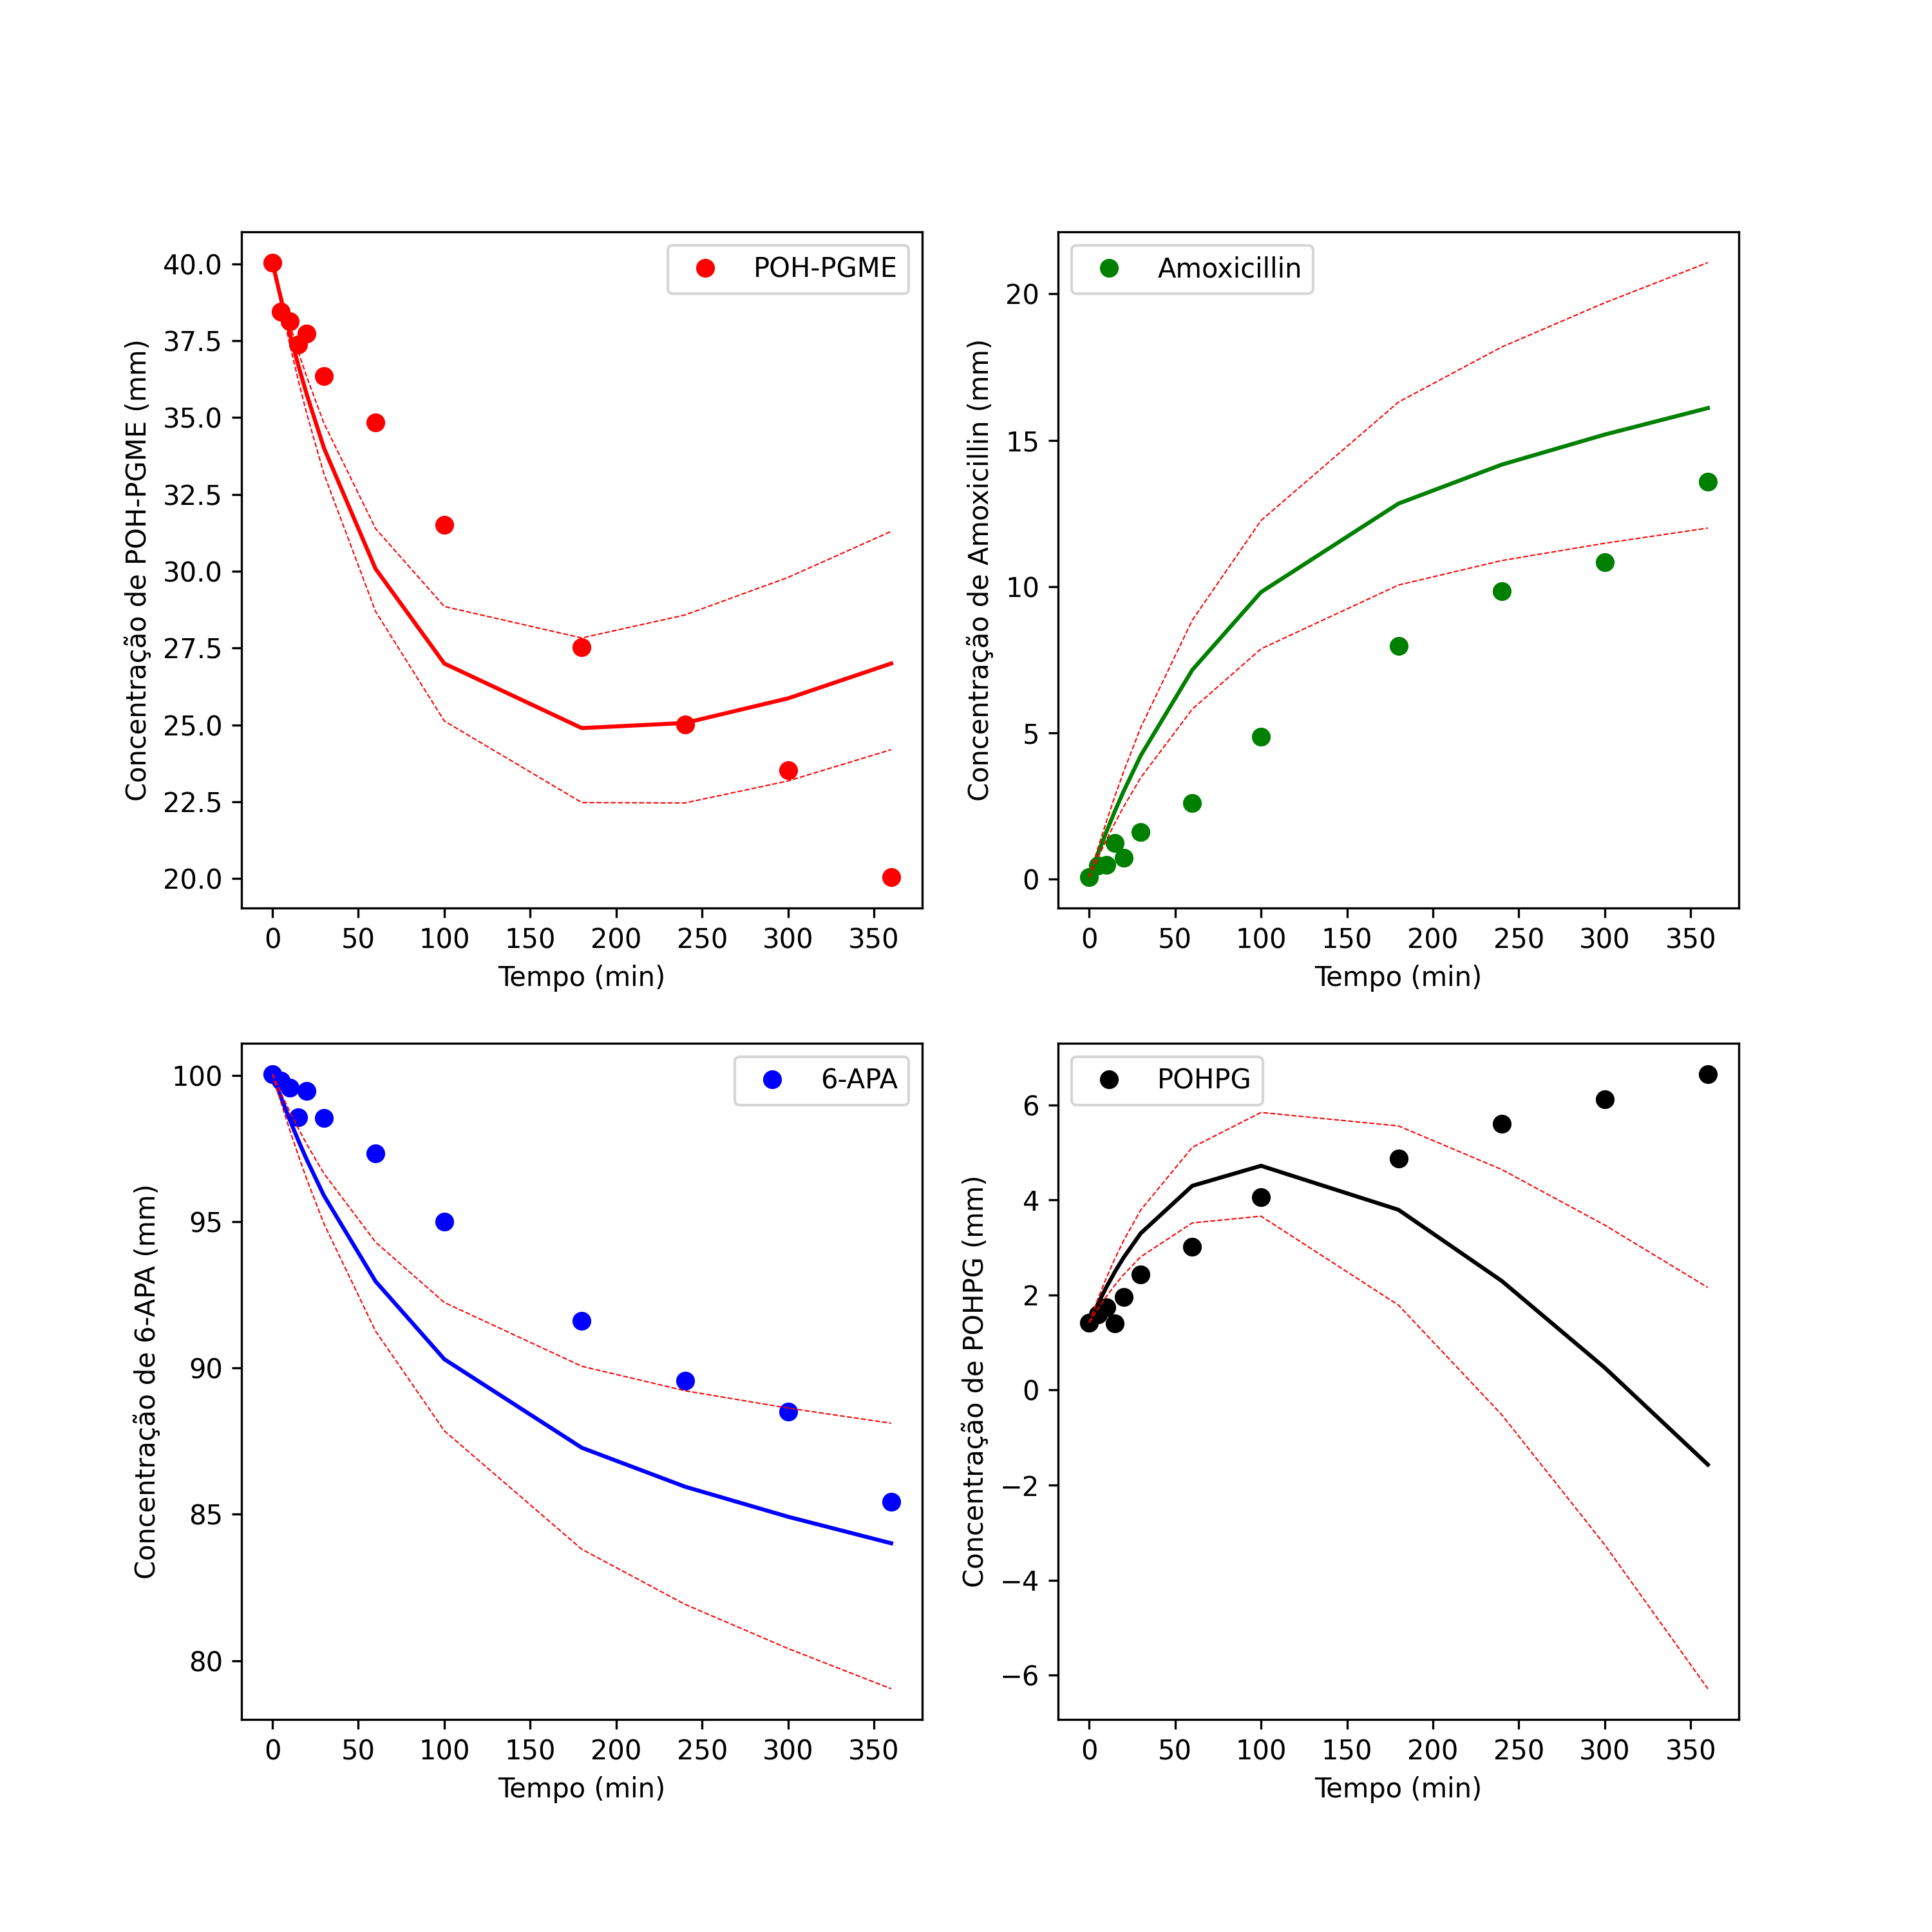 POH-PGME
40.0
37.5
35.0
32.5
30.0
27.5
25.0
22.5
20.0
Concentração de POH-PGME (mm)
0 50 100 150 200 250 300 350
Tempo (min)
Amoxicillin
20
15
10
5
0
Concentração de Amoxicillin (mm)
0 50 100 150 200 250 300 350
Tempo (min)
6-APA
100
95
90
85
80
Concentração de 6-APA (mm)
0 50 100 150 200 250 300 350
Tempo (min)
POHPG
6
4
2
0
−2
−4
−6
Concentração de POHPG (mm)
0 50 100 150 200 250 300 350
Tempo (min)